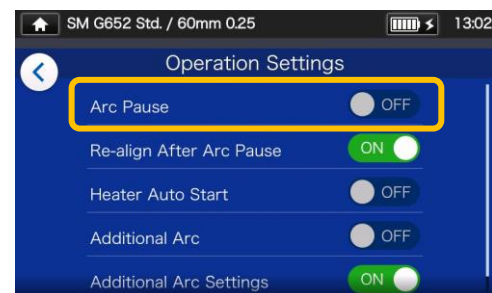 SM G652 Std. / 60mm 0.25 13:02
Operation Settings
Arc Pause OFF
Re-align After Arc Pause ON
Heater Auto Start OFF
Additional Arc OFF
Additional Arc Settings ON